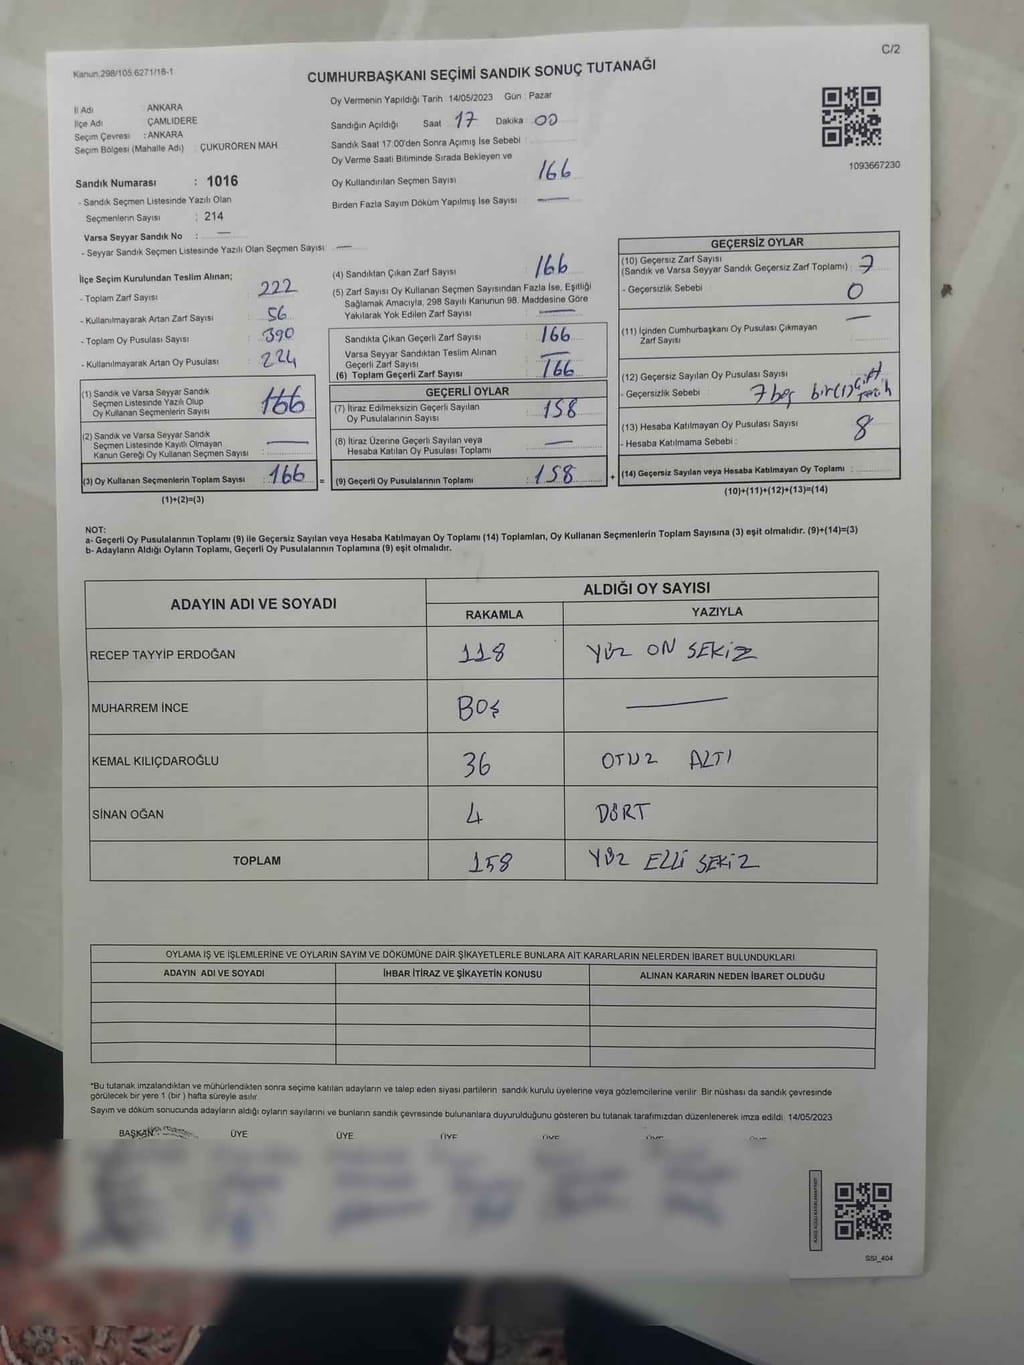 C/2
Kanun.298/105.6271/18-1
CUMHURBAŞKANI SEÇİMİ SANDIK SONUÇ TUTANAĞI
İl Adı ANKARA
İlçe Adı ÇAMLIDERE
Seçim Çevresi : ANKARA
Seçim Bölgesi (Mahalle Adı) ÇUKURÖREN MAH
Sandık Numarası : 1016
- Sandık Seçmen Listesinde Yazılı Olan
Seçmenlerin Sayısı : 214
Varsa Seyyar Sandık No : —
- Seyyar Sandık Seçmen Listesinde Yazılı Olan Seçmen Sayısı : —
Oy Vermenin Yapıldığı Tarih : 14/05/2023 Gün : Pazar
Sandığın Açıldığı Saat 17 Dakika 00
Sandık Saat 17.00'den Sonra Açımış İse Sebebi :
Oy Verme Saati Bitiminde Sırada Bekleyen ve
Oy Kullandırılan Seçmen Sayısı 166
Birden Fazla Sayım Döküm Yapılmış İse Sayısı : —
1093667230
İlçe Seçim Kurulundan Teslim Alınan;
- Toplam Zarf Sayısı : 222
- Kullanılmayarak Artan Zarf Sayısı : 56
- Toplam Oy Pusulası Sayısı : 390
- Kullanılmayarak Artan Oy Pusulası : 224
(1) Sandık ve Varsa Seyyar Sandık
Seçmen Listesinde Yazılı Olup
Oy Kullanan Seçmenlerin Sayısı 166
(2) Sandık ve Varsa Seyyar Sandık
Seçmen Listesinde Kayıtlı Olmayan
Kanun Gereği Oy Kullanan Seçmen Sayısı : —
(3) Oy Kullanan Seçmenlerin Toplam Sayısı : 166 =
(1)+(2)=(3)
(4) Sandıktan Çıkan Zarf Sayısı : 166
(5) Zarf Sayısı Oy Kullanan Seçmen Sayısından Fazla İse, Eşitliği
Sağlamak Amacıyla, 298 Sayılı Kanunun 98. Maddesine Göre
Yakılarak Yok Edilen Zarf Sayısı : —
Sandıkta Çıkan Geçerli Zarf Sayısı : 166
Varsa Seyyar Sandıktan Teslim Alınan
Geçerli Zarf Sayısı : —
(6) Toplam Geçerli Zarf Sayısı : 166
GEÇERLİ OYLAR
(7) İtiraz Edilmeksizin Geçerli Sayılan
Oy Pusulalarının Sayısı : 158
(8) İtiraz Üzerine Geçerli Sayılan veya
Hesaba Katılan Oy Pusulası Toplamı : —
(9) Geçerli Oy Pusulalarının Toplamı : 158 +
GEÇERSİZ OYLAR
(10) Geçersiz Zarf Sayısı
(Sandık ve Varsa Seyyar Sandık Geçersiz Zarf Toplamı) : 7
- Geçersizlik Sebebi : 0
(11) İçinden Cumhurbaşkanı Oy Pusulası Çıkmayan
Zarf Sayısı : —
(12) Geçersiz Sayılan Oy Pusulası Sayısı :
- Geçersizlik Sebebi : 7 boş bir(1) çift
(13) Hesaba Katılmayan Oy Pusulası Sayısı : 8
- Hesaba Katılmama Sebebi :
(14) Geçersiz Sayılan veya Hesaba Katılmayan Oy Toplamı :
(10)+(11)+(12)+(13)=(14)
NOT:
a- Geçerli Oy Pusulalarının Toplamı (9) ile Geçersiz Sayılan veya Hesaba Katılmayan Oy Toplamı (14) Toplamları, Oy Kullanan Seçmenlerin Toplam Sayısına (3) eşit olmalıdır. (9)+(14)=(3)
b- Adayların Aldığı Oyların Toplamı, Geçerli Oy Pusulalarının Toplamına (9) eşit olmalıdır.
ADAYIN ADI VE SOYADI ALDIĞI OY SAYISI
RAKAMLA YAZIYLA
RECEP TAYYİP ERDOĞAN 118 YÜZ ON SEKİZ
MUHARREM İNCE BOŞ —
KEMAL KILIÇDAROĞLU 36 OTUZ ALTI
SİNAN OĞAN 4 DÖRT
TOPLAM 158 YÜZ ELLİ SEKİZ
OYLAMA İŞ VE İŞLEMLERİNE VE OYLARIN SAYIM VE DÖKÜMÜNE DAİR ŞİKAYETLERLE BUNLARA AİT KARARLARIN NELERDEN İBARET BULUNDUKLARI
ADAYIN ADI VE SOYADI İHBAR İTİRAZ VE ŞİKAYETİN KONUSU ALINAN KARARIN NEDEN İBARET OLDUĞU
*Bu tutanak imzalandıktan ve mühürlendikten sonra seçime katılan adayların ve talep eden siyasi partilerin sandık kurulu üyelerine veya gözlemcilerine verilir. Bir nüshası da sandık çevresinde
görülecek bir yere 1 (bir ) hafta süreyle asılır.
Sayım ve döküm sonucunda adayların aldığı oyların sayılarını ve bunların sandık çevresinde bulunanlara duyurulduğunu gösteren bu tutanak tarafımızdan düzenlenerek imza edildi. 14/05/2023
BAŞKAN ÜYE ÜYE ÜYE ÜYE ÜYE ÜYE
SSI_404